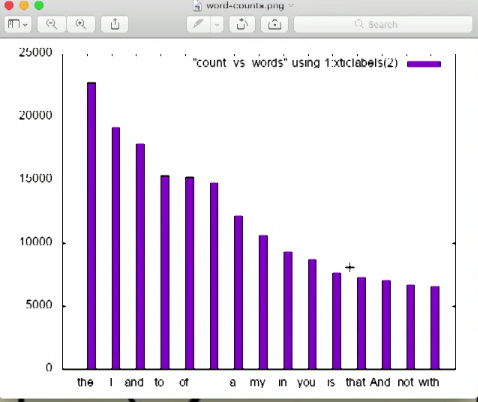 word-counts.png
Search
25000
"count_vs_words" using 1:xticlabels(2)
20000
15000
10000
5000
0
the I and to of a my in you is that And not with